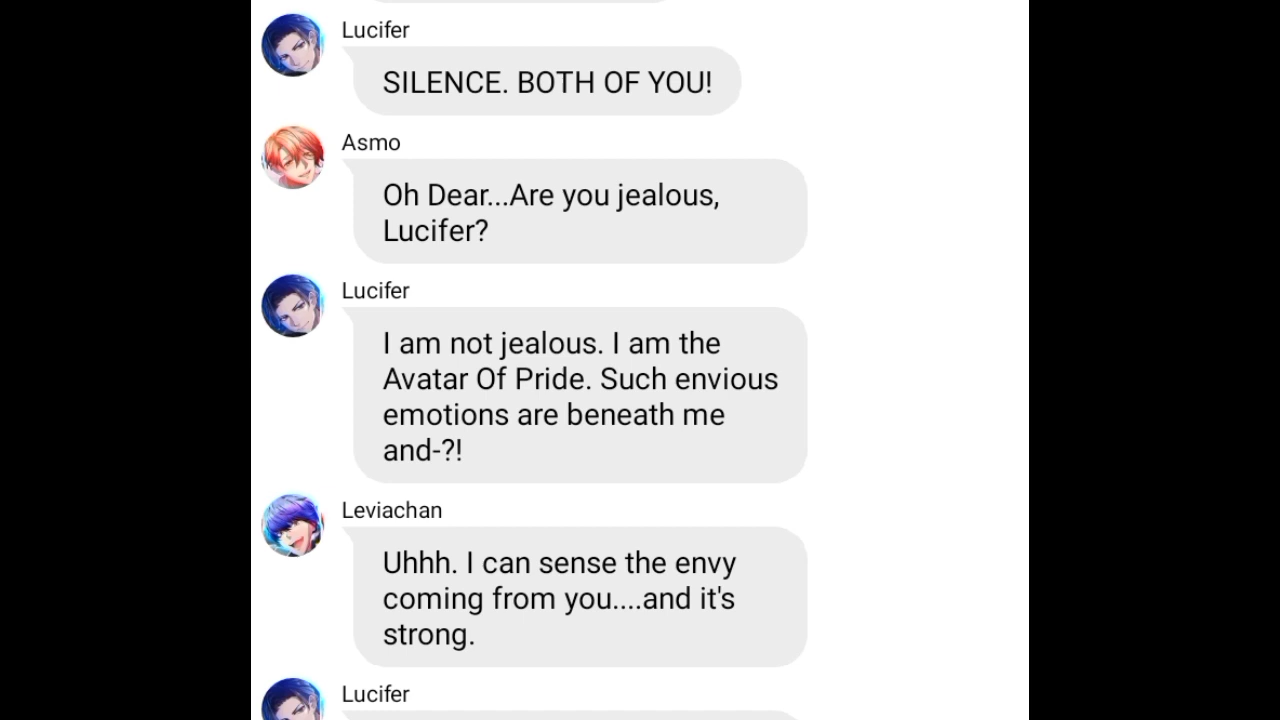 Lucifer
SILENCE. BOTH OF YOU!
Asmo
Oh Dear...Are you jealous,
Lucifer?
Lucifer
I am not jealous. I am the
Avatar Of Pride. Such envious
emotions are beneath me
and-?!
Leviachan
Uhhh. I can sense the envy
coming from you....and it's
strong.
Lucifer